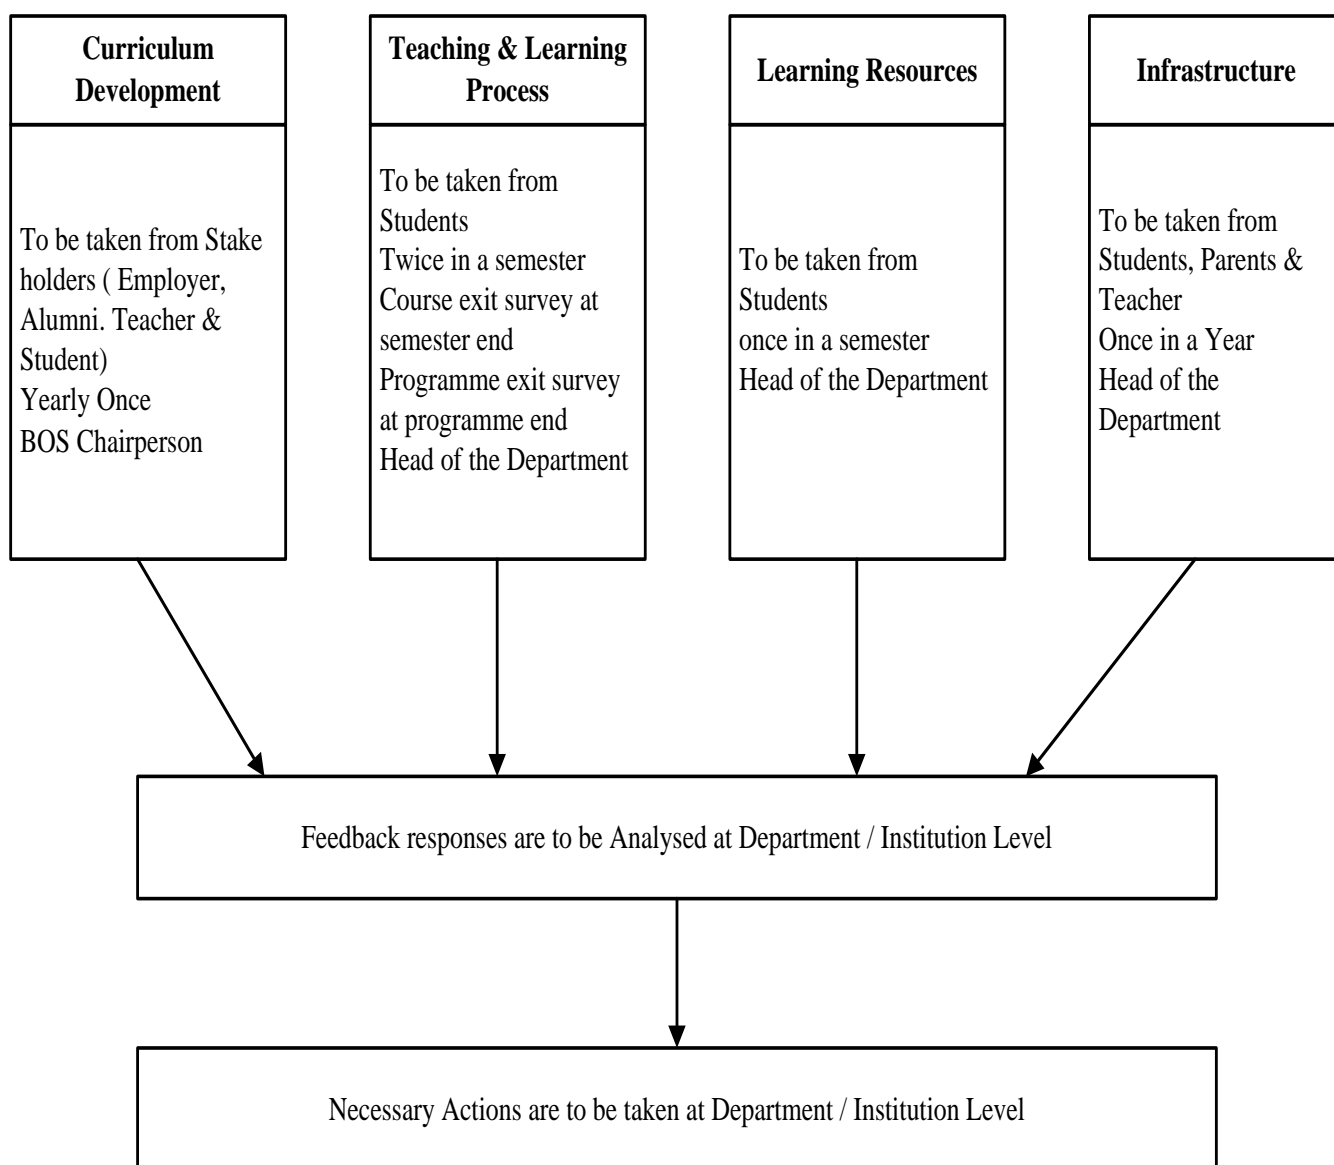 Curriculum
Development
To be taken from Stake
holders ( Employer,
Alumni. Teacher &
Student)
Yearly Once
BOS Chairperson
Teaching & Learning
Process
To be taken from
Students
Twice in a semester
Course exit survey at
semester end
Programme exit survey
at programme end
Head of the Department
Learning Resources
To be taken from
Students
once in a semester
Head of the Department
Infrastructure
To be taken from
Students, Parents &
Teacher
Once in a Year
Head of the
Department
Feedback responses are to be Analysed at Department / Institution Level
Necessary Actions are to be taken at Department / Institution Level